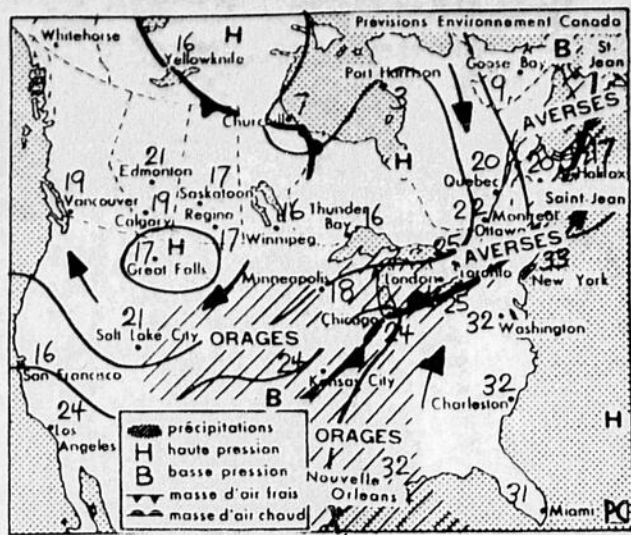 Prévisions Environnement Canada
Whitehorse
16
Yellowknife
H
B
St. Jean
Goose Bay
19
Port Harrison
3
Churchill
7
AVERSES
H
21
Edmonton
17
Saskatoon
19
Vancouver
19
Calgary
Regina
17
20
Québec
20
17
Halifax
Saint-Jean
16
Winnipeg
Thunder Bay
16
22
Montréal
Ottawa
17
H
Great Falls
25
AVERSES
Toronto
33
New York
Minneapolis
18
London
25
Chicago
24
32
Washington
21
Salt Lake City
ORAGES
16
San Francisco
24
Kansas City
B
32
Charleston
24
Los Angeles
précipitations
H haute pression
B basse pression
masse d'air frais
masse d'air chaud
ORAGES
32
Nouvelle Orléans
H
31
Miami
PC